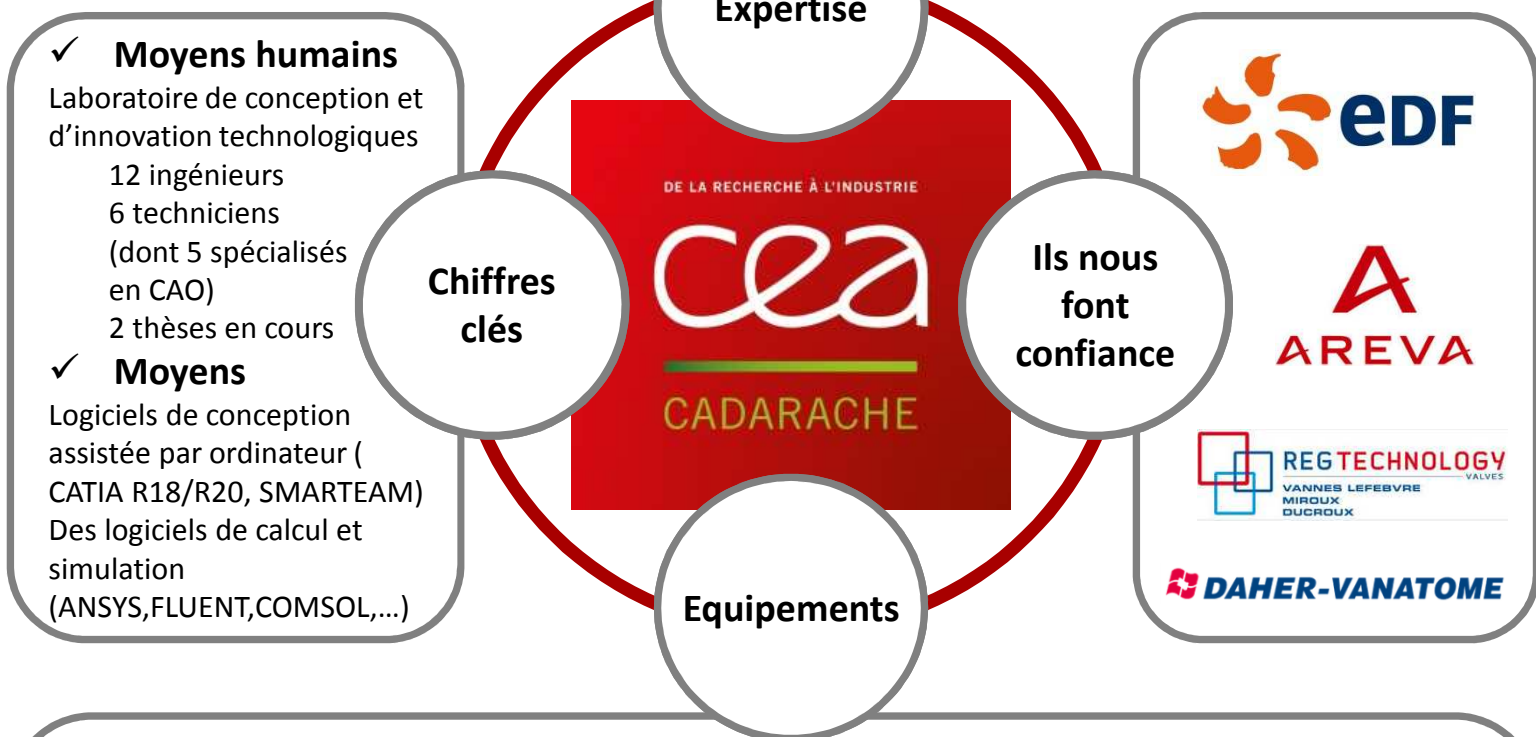 Expertise
✓ Moyens humains
Laboratoire de conception et
d'innovation technologiques
12 ingénieurs
6 techniciens
(dont 5 spécialisés
en CAO)
2 thèses en cours
✓ Moyens
Logiciels de conception
assistée par ordinateur (
CATIA R18/R20, SMARTEAM)
Des logiciels de calcul et
simulation
(ANSYS,FLUENT,COMSOL,...)
Chiffres
clés
DE LA RECHERCHE À L'INDUSTRIE
cea
CADARACHE
Ils nous
font
confiance
eDF
AREVA
REGTECHNOLOGY
VALVES
VANNES LEFEBVRE
MIROUX
DUCROUX
DAHER-VANATOME
Equipements